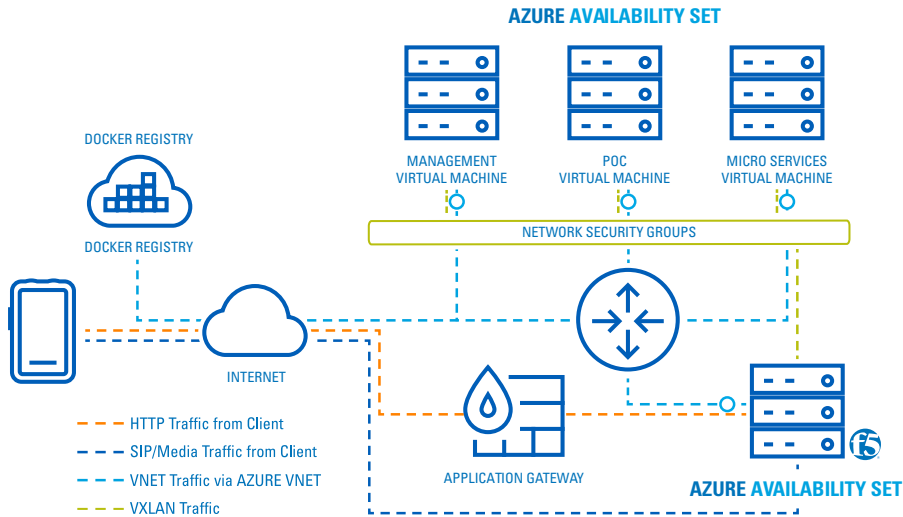 AZURE AVAILABILITY SET
DOCKER REGISTRY
MANAGEMENT
VIRTUAL MACHINE
POC
VIRTUAL MACHINE
MICRO SERVICES
VIRTUAL MACHINE
DOCKER REGISTRY
NETWORK SECURITY GROUPS
INTERNET
HTTP Traffic from Client
SIP/Media Traffic from Client
VNET Traffic via AZURE VNET
VXLAN Traffic
APPLICATION GATEWAY
f5
AZURE AVAILABILITY SET